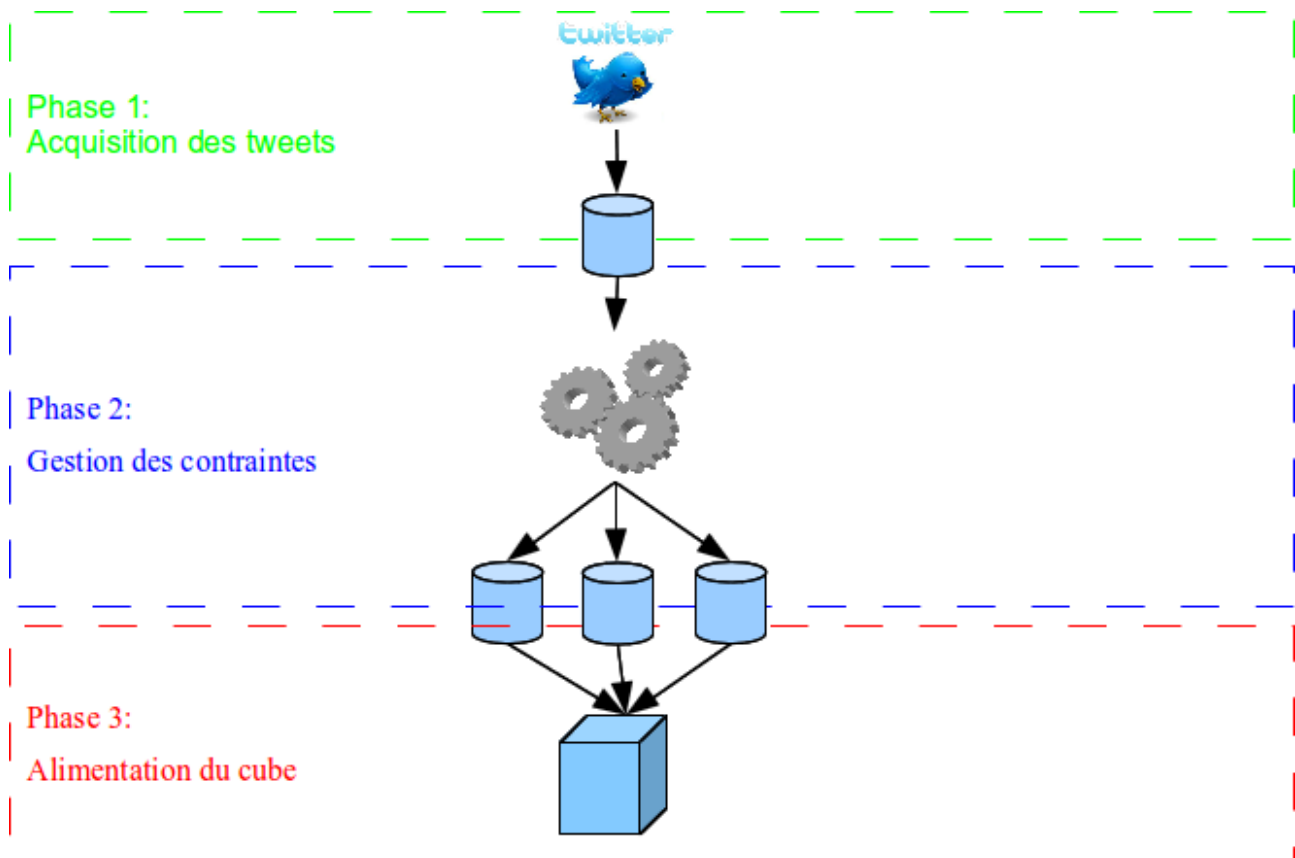 twitter
Phase 1:
Acquisition des tweets
Phase 2:
Gestion des contraintes
Phase 3:
Alimentation du cube